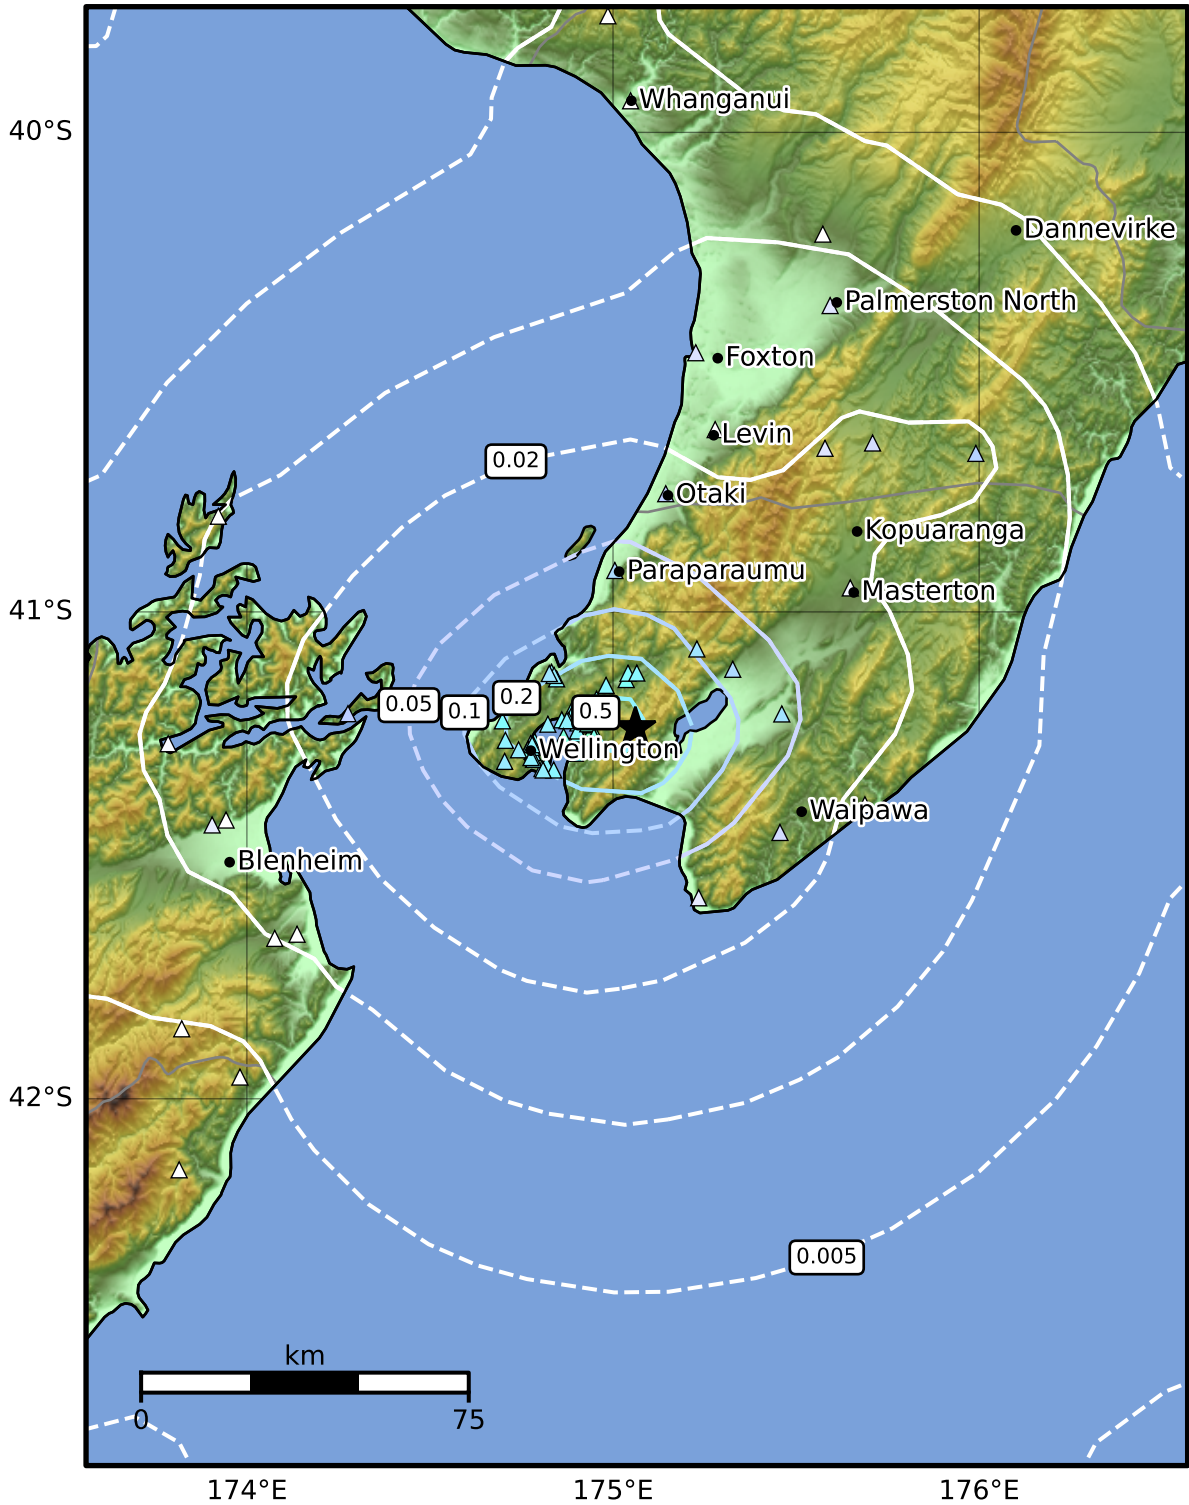 Whanganui
40°S
Dannevirke
Palmerston North
Foxton
Levin
0.02
Otaki
Kopuaranga
Paraparaumu
Masterton
41°S
0.05
0.1
0.2
0.5
Wellington
Waipawa
Blenheim
42°S
0.005
km
0
75
174°E
175°E
176°E